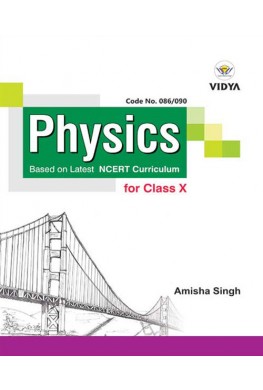 VIDYA
Code No. 086/090
Physics
Based on Latest NCERT Curriculum
for Class X
Amisha Singh